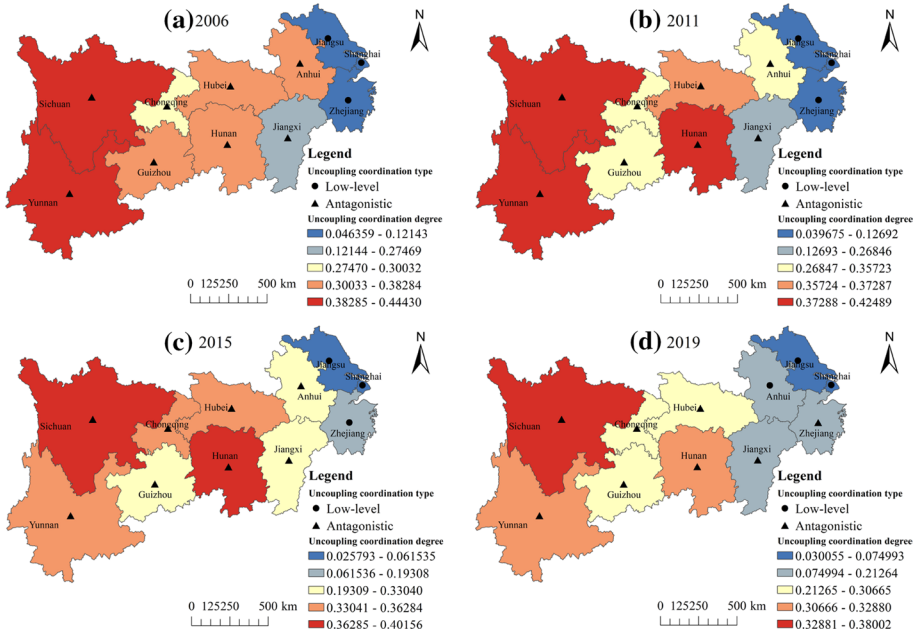 (a) 2006
N
Jiangsu
Shanghai
Anhui
Hubei
Sichuan
Chongqing
Zhejiang
Hunan
Jiangxi
Guizhou
Yunnan
Legend
Uncoupling coordination type
Low-level
Antagonistic
Uncoupling coordination degree
0.046359 - 0.12143
0.12144 - 0.27469
0.27470 - 0.30032
0.30033 - 0.38284
0.38285 - 0.44430
0 125250 500 km
(b) 2011
N
Jiangsu
Shanghai
Anhui
Hubei
Sichuan
Chongqing
Zhejiang
Hunan
Jiangxi
Guizhou
Yunnan
Legend
Uncoupling coordination type
Low-level
Antagonistic
Uncoupling coordination degree
0.039675 - 0.12692
0.12693 - 0.26846
0.26847 - 0.35723
0.35724 - 0.37287
0.37288 - 0.42489
0 125250 500 km
(c) 2015
N
Jiangsu
Shanghai
Anhui
Hubei
Sichuan
Chongqing
Zhejiang
Hunan
Jiangxi
Guizhou
Yunnan
Legend
Uncoupling coordination type
Low-level
Antagonistic
Uncoupling coordination degree
0.025793 - 0.061535
0.061536 - 0.19308
0.19309 - 0.33040
0.33041 - 0.36284
0.36285 - 0.40156
0 125250 500 km
(d) 2019
N
Jiangsu
Shanghai
Anhui
Hubei
Sichuan
Chongqing
Zhejiang
Hunan
Jiangxi
Guizhou
Yunnan
Legend
Uncoupling coordination type
Low-level
Antagonistic
Uncoupling coordination degree
0.030055 - 0.074993
0.074994 - 0.21264
0.21265 - 0.30665
0.30666 - 0.32880
0.32881 - 0.38002
0 125250 500 km